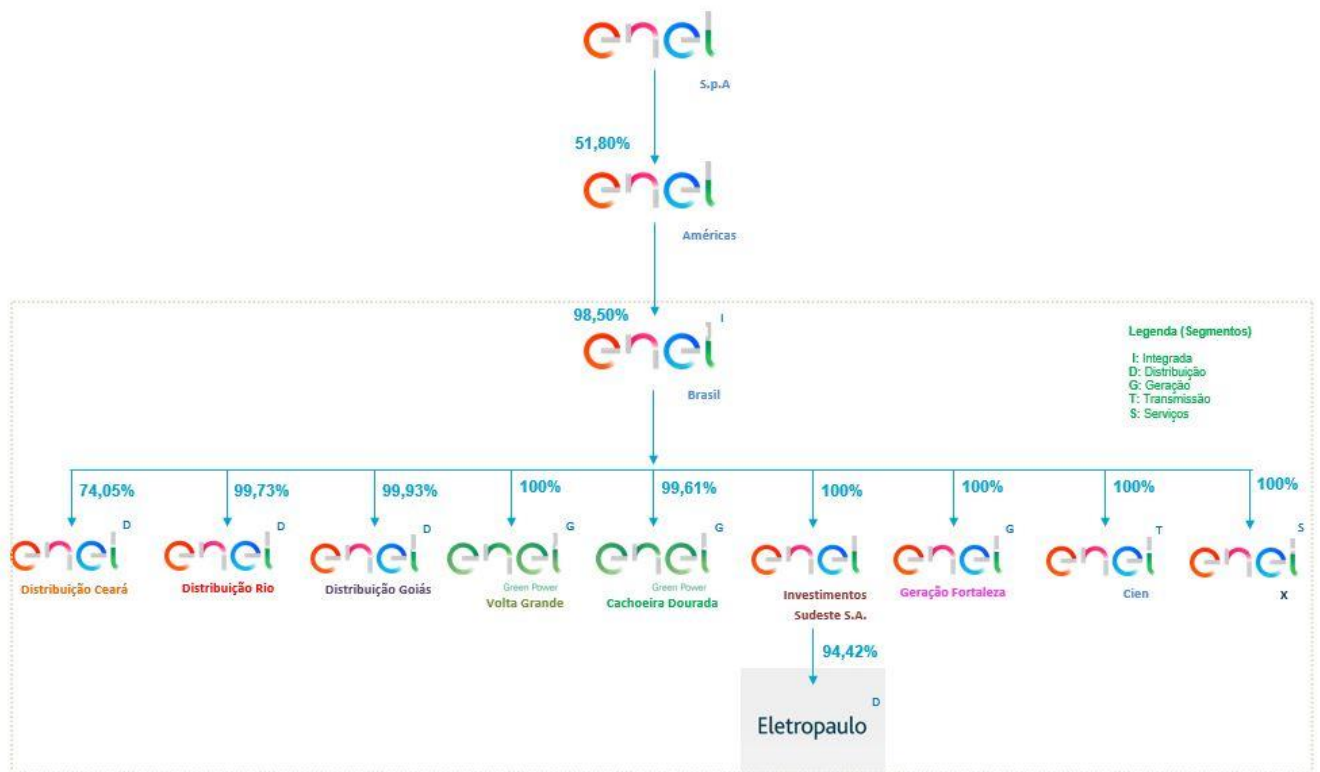 enel
S.p.A
51,80%
enel
Américas
98,50%
I
enel
Brasil
Legenda (Segmentos)
I: Integrada
D: Distribuição
G: Geração
T: Transmissão
S: Serviços
74,05%
D
enel
Distribuição Ceará
99,73%
D
enel
Distribuição Rio
99,93%
D
enel
Distribuição Goiás
100%
G
enel
Green Power
Volta Grande
99,61%
G
enel
Green Power
Cachoeira Dourada
100%
enel
Investimentos
Sudeste S.A.
100%
G
enel
Geração Fortaleza
100%
T
enel
Cien
100%
S
enel
X
94,42%
D
Eletropaulo